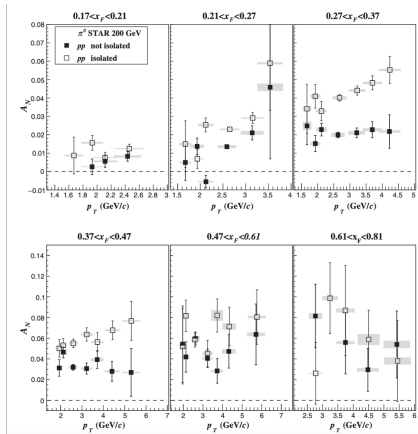 0.17<x_F<0.21
0.21<x_F<0.27
0.27<x_F<0.37
π⁰ STAR 200 GeV
pp not isolated
pp isolated
A_N
0.08
0.07
0.06
0.05
0.04
0.03
0.02
0.01
0
−0.01
1.4 1.6 1.8 2 2.2 2.4 2.6 2.8 3
1.5 2 2.5 3 3.5 4
1.5 2 2.5 3 3.5 4 4.5 5
p_T (GeV/c)
p_T (GeV/c)
p_T (GeV/c)
0.37<x_F<0.47
0.47<x_F<0.61
0.61<x_F<0.81
A_N
0.14
0.12
0.1
0.08
0.06
0.04
0.02
0
2 3 4 5 6 7
2 3 4 5 6 7
2.5 3 3.5 4 4.5 5 5.5 6
p_T (GeV/c)
p_T (GeV/c)
p_T (GeV/c)